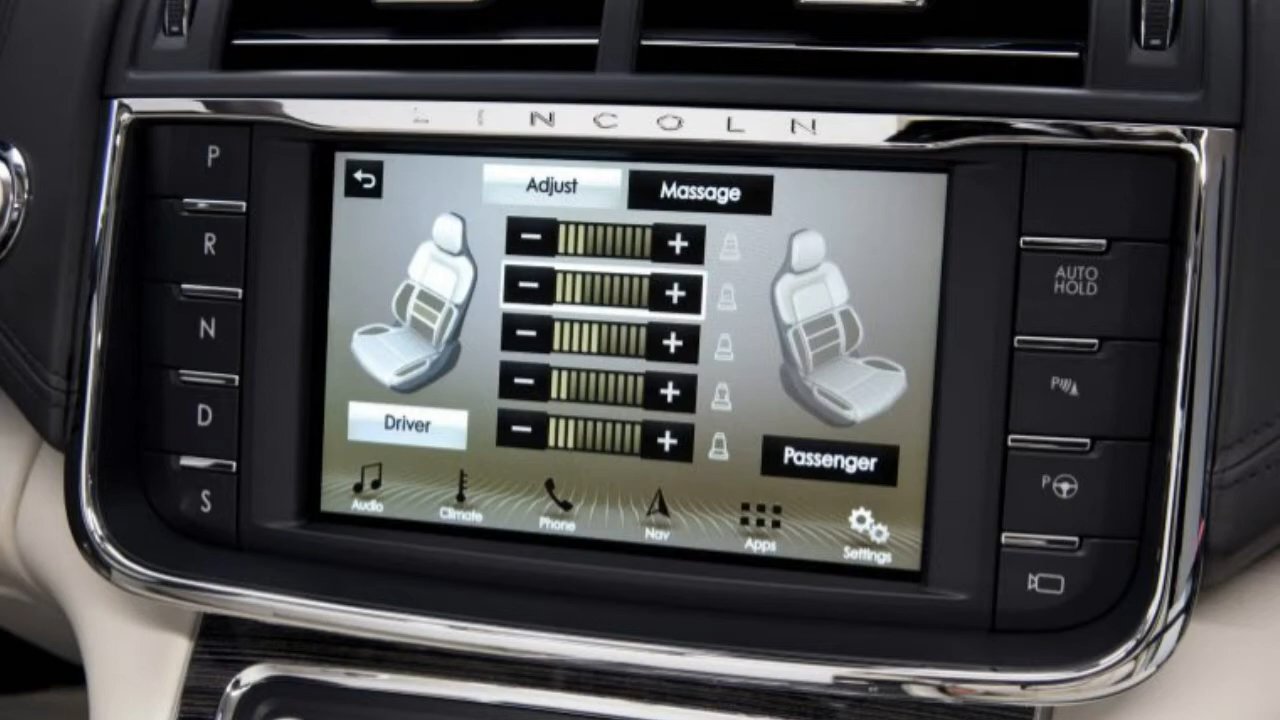 LINCOLN
P
R
N
D
S
Adjust
Massage
Driver
Passenger
Audio
Climate
Phone
Nav
Apps
Settings
AUTO
HOLD
P
P